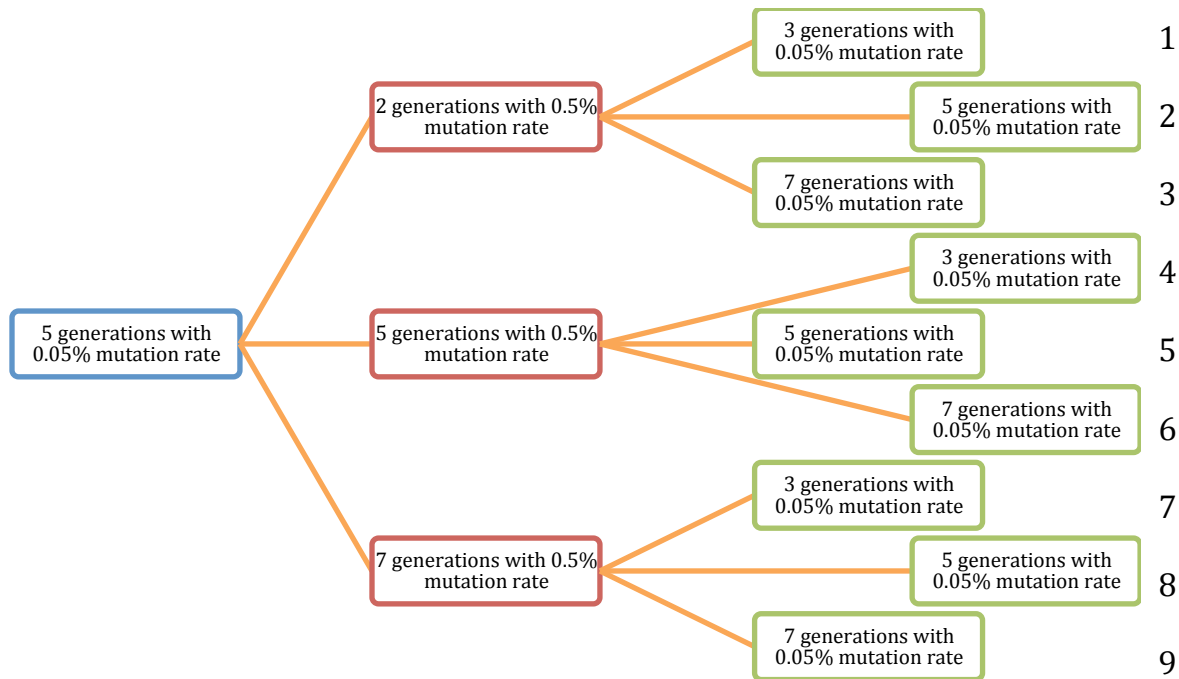 3 generations with
0.05% mutation rate
1
2 generations with 0.5%
mutation rate
5 generations with
0.05% mutation rate
2
7 generations with
0.05% mutation rate
3
3 generations with
0.05% mutation rate
4
5 generations with
0.05% mutation rate
5 generations with 0.5%
mutation rate
5 generations with
0.05% mutation rate
5
7 generations with
0.05% mutation rate
6
3 generations with
0.05% mutation rate
7
7 generations with 0.5%
mutation rate
5 generations with
0.05% mutation rate
8
7 generations with
0.05% mutation rate
9